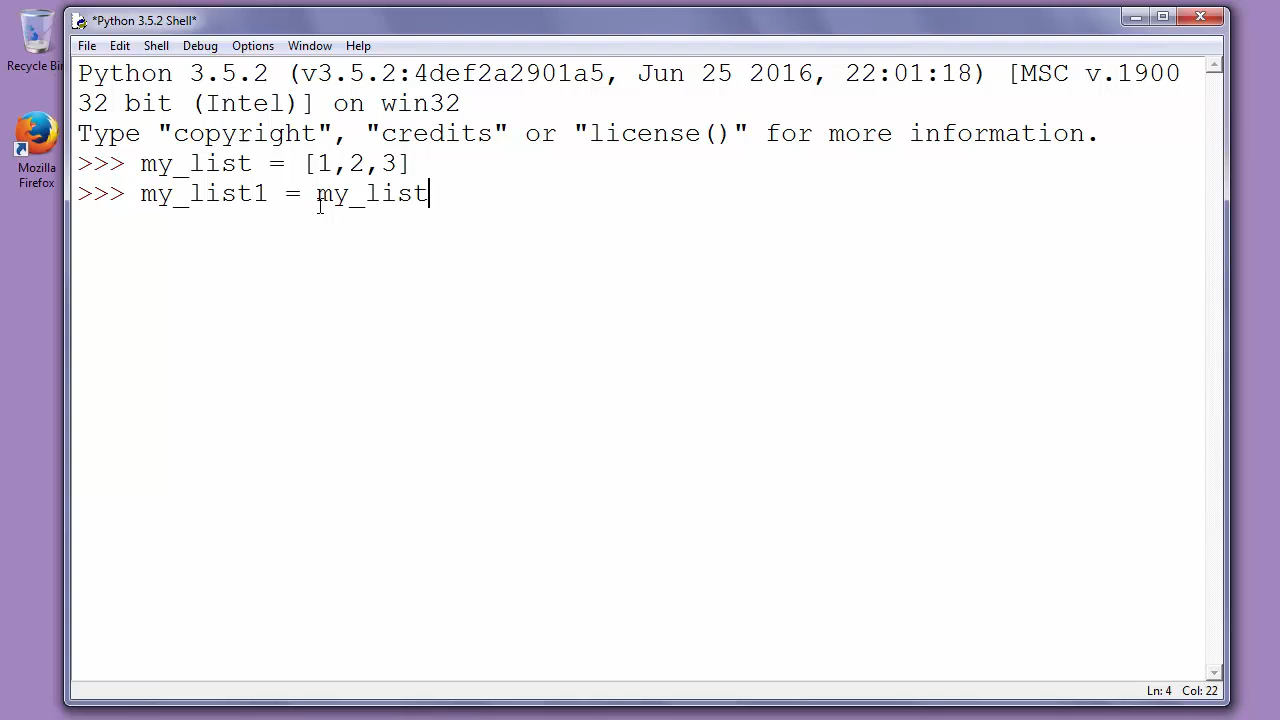 *Python 3.5.2 Shell*
File Edit Shell Debug Options Window Help
Python 3.5.2 (v3.5.2:4def2a2901a5, Jun 25 2016, 22:01:18) [MSC v.1900
32 bit (Intel)] on win32
Type "copyright", "credits" or "license()" for more information.
>>> my_list = [1,2,3]
>>> my_list1 = my_list
Ln: 4 Col: 22
Recycle Bin
Mozilla
Firefox